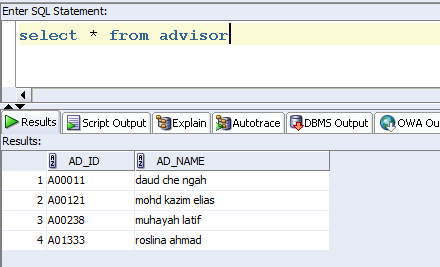 Enter SQL Statement:
select * from advisor
Results Script Output Explain Autotrace DBMS Output OWA Ou
Results:
AD_ID AD_NAME
1 A00011 daud che ngah
2 A00121 mohd kazim elias
3 A00238 muhayah latif
4 A01333 roslina ahmad